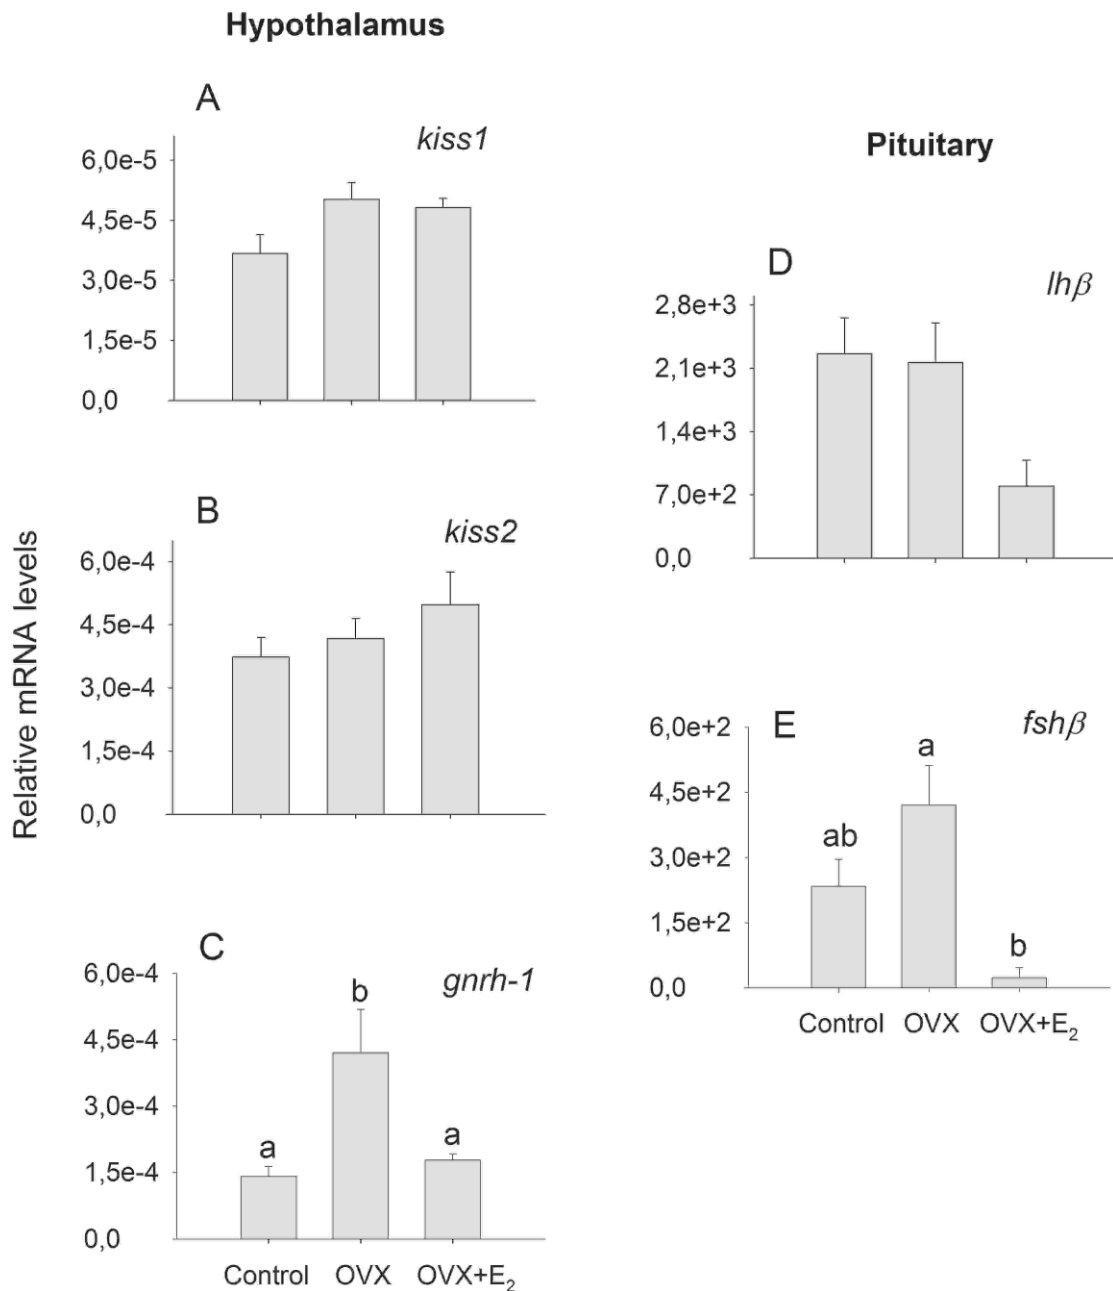 Hypothalamus
A
kiss1
6,0e-5
4,5e-5
3,0e-5
1,5e-5
0,0
B
kiss2
6,0e-4
4,5e-4
3,0e-4
1,5e-4
0,0
C
gnrh-1
6,0e-4
4,5e-4
3,0e-4
1,5e-4
0,0
a
b
a
Control
OVX
OVX+E₂
Relative mRNA levels
Pituitary
D
lhβ
2,8e+3
2,1e+3
1,4e+3
7,0e+2
0,0
E
fshβ
6,0e+2
4,5e+2
3,0e+2
1,5e+2
0,0
ab
a
b
Control
OVX
OVX+E₂